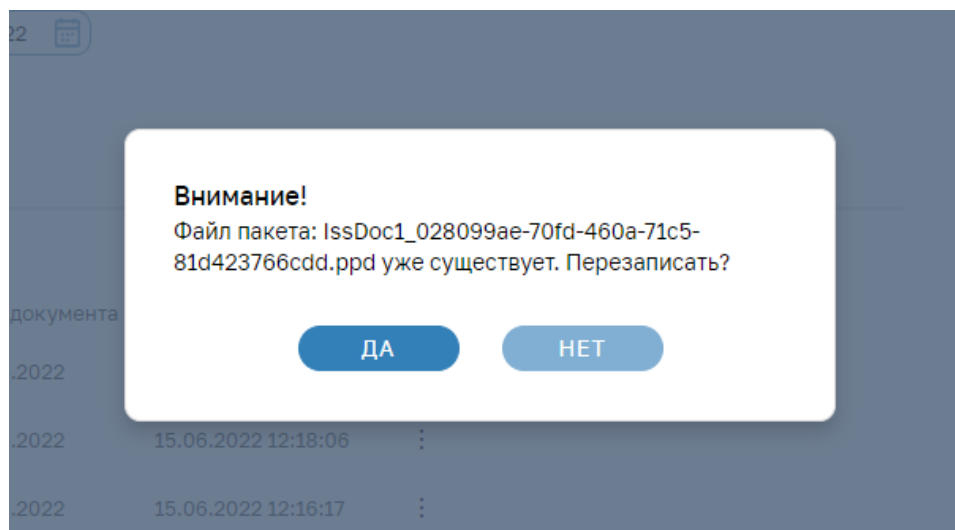 22
Внимание!
Файл пакета: IssDoc1_028099ae-70fd-460a-71c5-
81d423766cdd.ppd уже существует. Перезаписать?
документа
ДА НЕТ
.2022
.2022 15.06.2022 12:18:06
.2022 15.06.2022 12:16:17